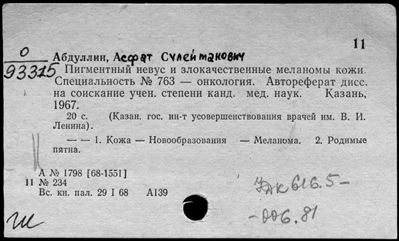 11
О
93315
Абдуллин, Асфат Сулейманович
Пигментный невус и злокачественные меланомы кожи.
Специальность № 763 — онкология. Автореферат дисс.
на соискание учен. степени канд. мед. наук. Казань,
1967.
20 с. (Казан. гос. ин-т усовершенствования врачей им. В. И.
Ленина).
— — 1. Кожа — Новообразования — Меланома. 2. Родимые
пятна.
А № 1798 [68-1551]
11 № 234
Вс. кн. пал. 29 I 68 А139
616.5-
-006.81